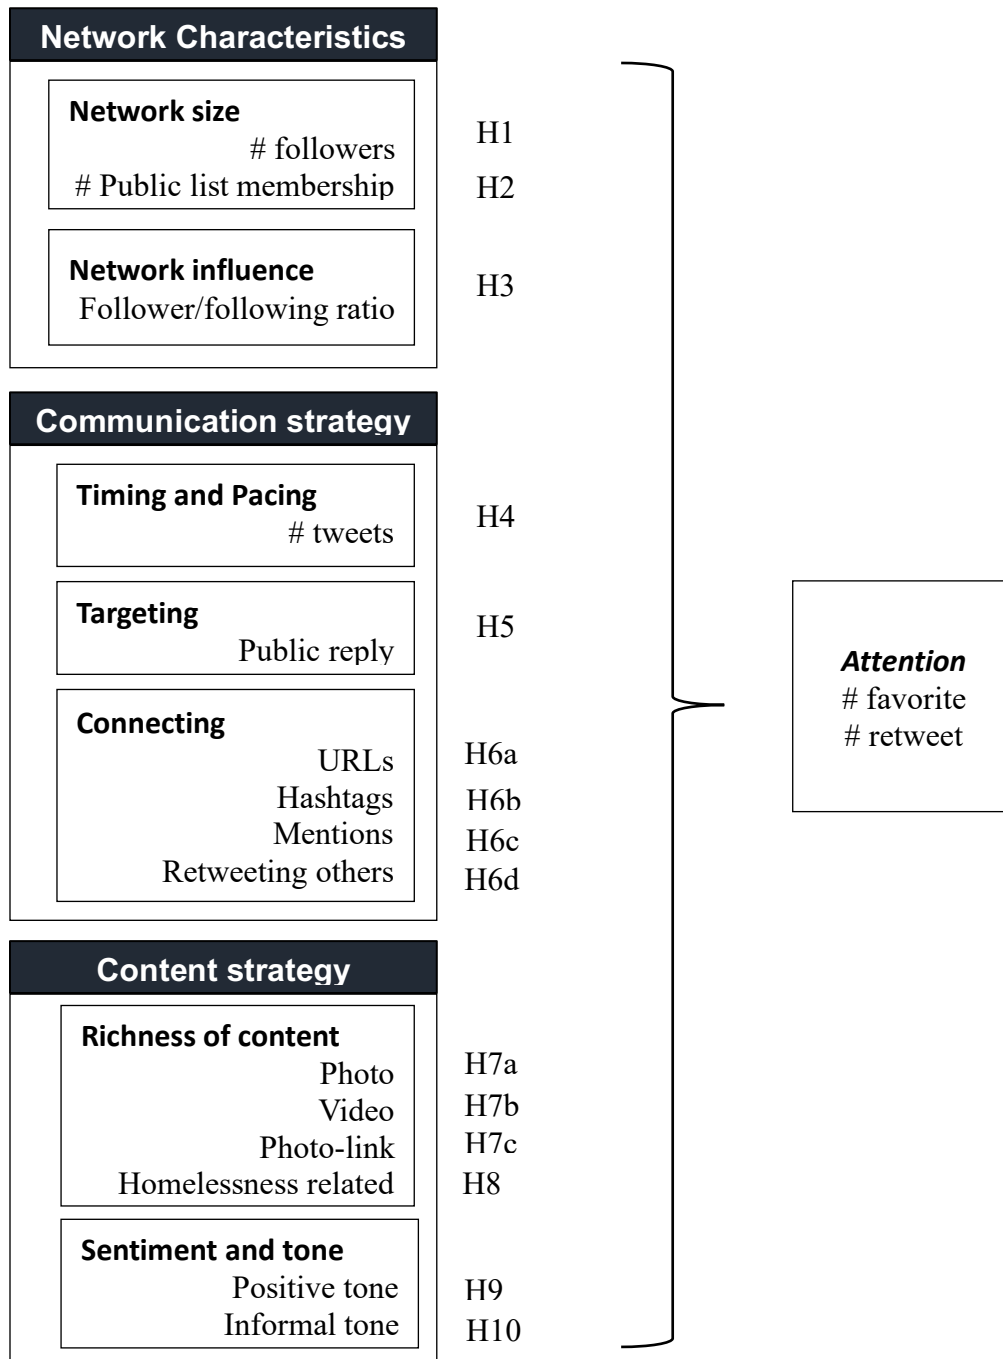 Network Characteristics
Network size
# followers H1
# Public list membership H2
Network influence
Follower/following ratio H3
Communication strategy
Timing and Pacing
# tweets H4
Targeting
Public reply H5
Connecting
URLs H6a
Hashtags H6b
Mentions H6c
Retweeting others H6d
Content strategy
Richness of content
Photo H7a
Video H7b
Photo-link H7c
Homelessness related H8
Sentiment and tone
Positive tone H9
Informal tone H10
Attention
# favorite
# retweet